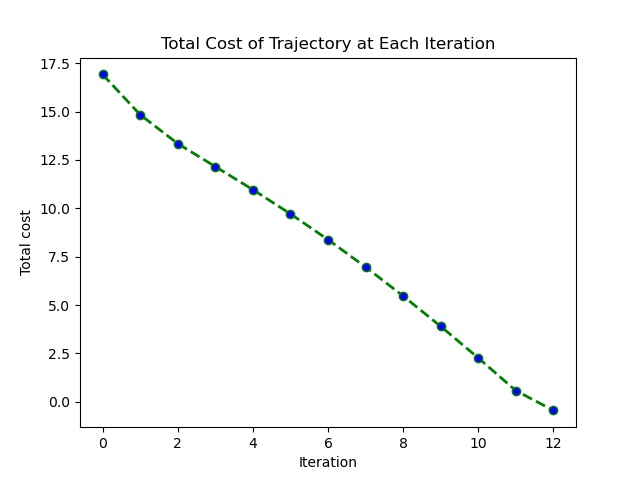 Total Cost of Trajectory at Each Iteration
17.5
15.0
12.5
10.0
7.5
5.0
2.5
0.0
Total cost
0 2 4 6 8 10 12
Iteration